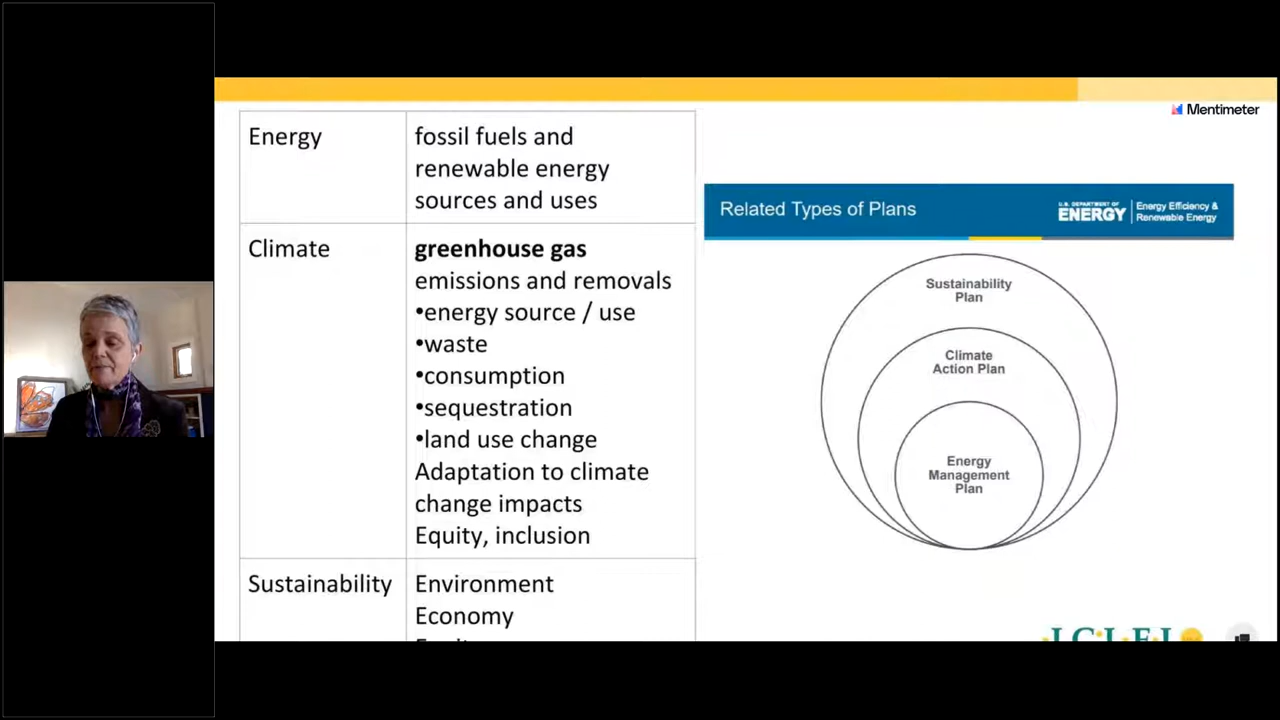 Mentimeter
Energy
fossil fuels and
renewable energy
sources and uses
Climate
greenhouse gas
emissions and removals
•energy source / use
•waste
•consumption
•sequestration
•land use change
Adaptation to climate
change impacts
Equity, inclusion
Sustainability
Environment
Economy
Related Types of Plans
U.S. DEPARTMENT OF
ENERGY
Energy Efficiency &
Renewable Energy
Sustainability
Plan
Climate
Action Plan
Energy
Management
Plan